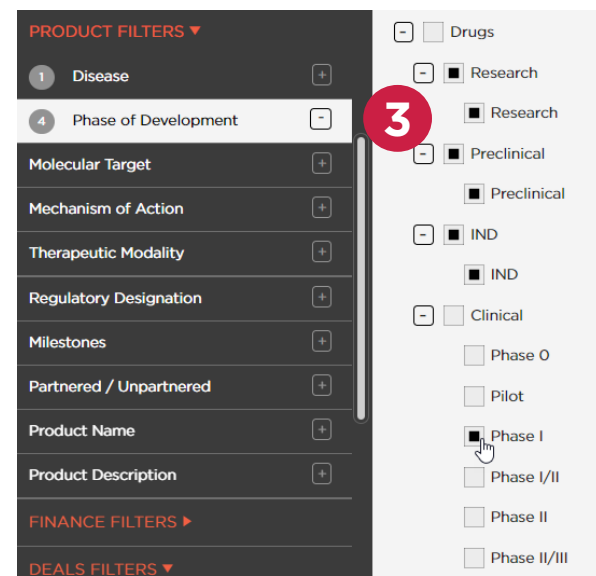 PRODUCT FILTERS ▼
1 Disease +
4 Phase of Development -
Molecular Target +
Mechanism of Action +
Therapeutic Modality +
Regulatory Designation +
Milestones +
Partnered / Unpartnered +
Product Name +
Product Description +
FINANCE FILTERS ▶
DEALS FILTERS ▼
3
- Drugs
- Research
Research
- Preclinical
Preclinical
- IND
IND
- Clinical
Phase 0
Pilot
Phase I
Phase I/II
Phase II
Phase II/III